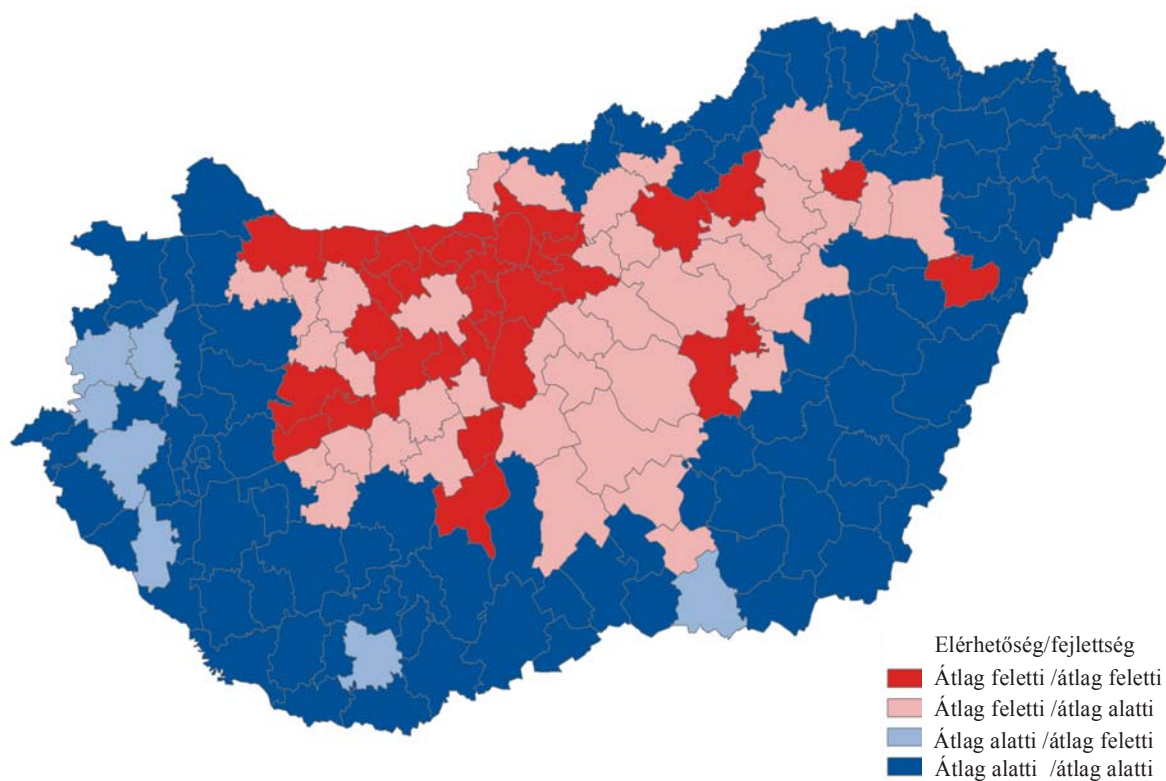 Elérhetőség/fejlettség
Átlag feletti /átlag feletti
Átlag feletti /átlag alatti
Átlag alatti /átlag feletti
Átlag alatti /átlag alatti